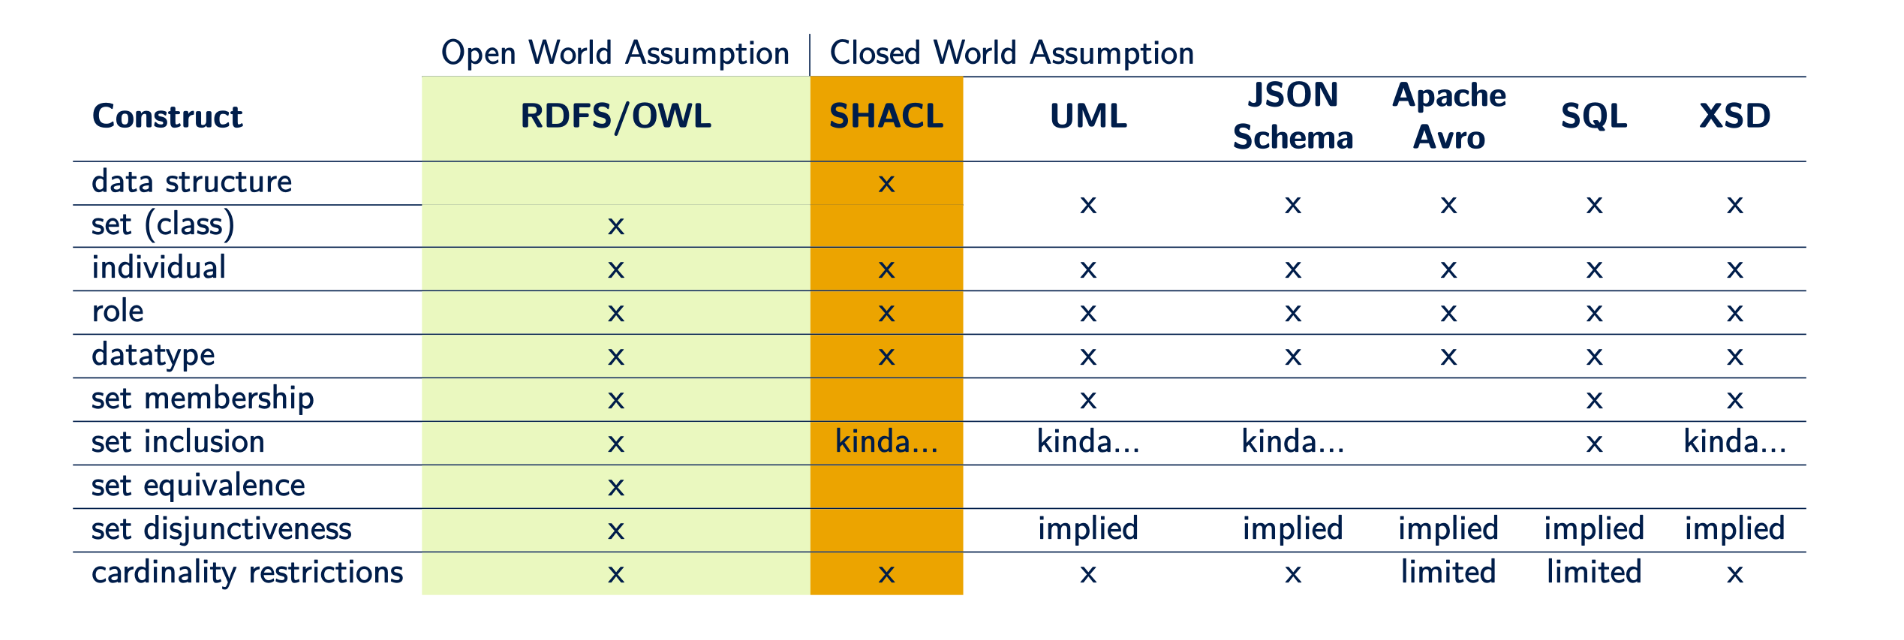 Open World Assumption Closed World Assumption
Construct RDFS/OWL SHACL UML JSON Schema Apache Avro SQL XSD
data structure x
x x x x x
set (class) x
individual x x x x x x x
role x x x x x x x
datatype x x x x x x x
set membership x x x x
set inclusion x kinda... kinda... kinda... x kinda...
set equivalence x
set disjunctiveness x implied implied implied implied implied
cardinality restrictions x x x x limited limited x